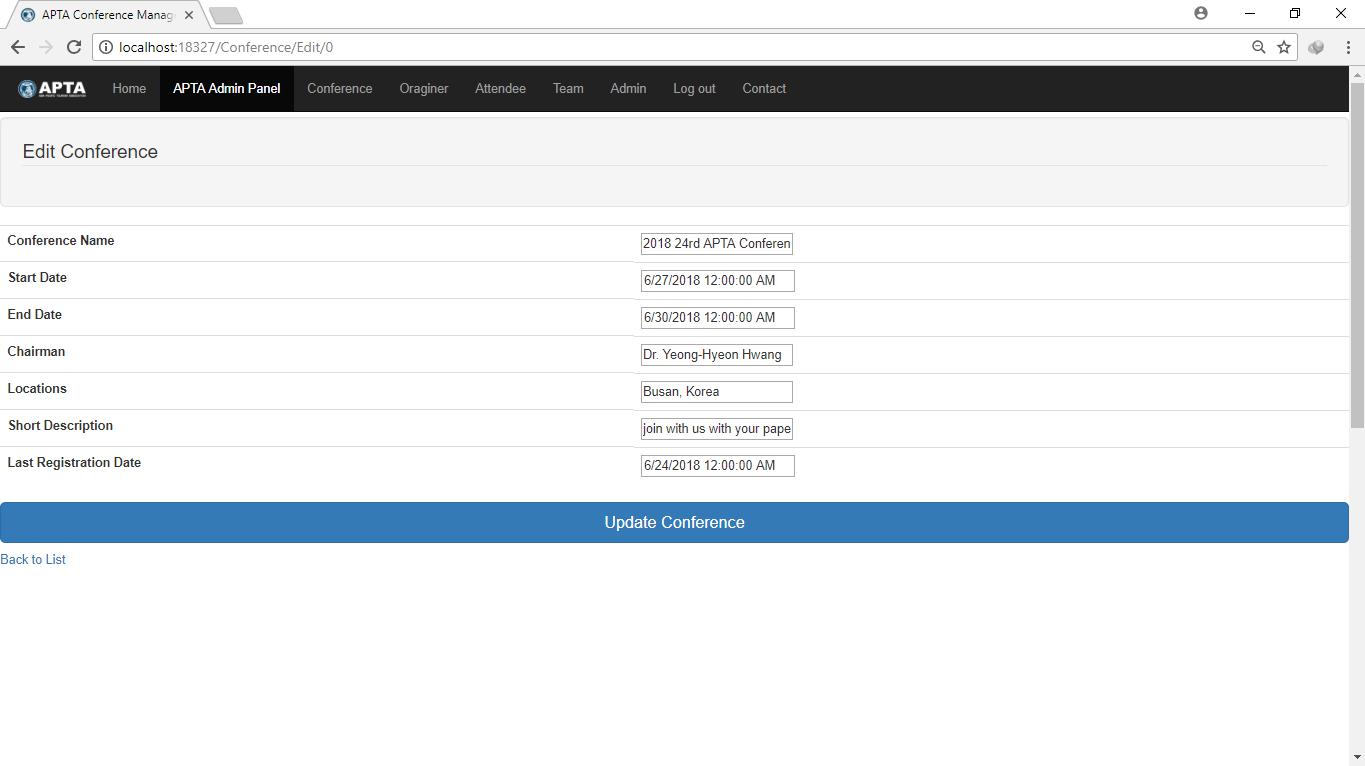 APTA Conference Manag
localhost:18327/Conference/Edit/0
APTA Home APTA Admin Panel Conference Oraginer Attendee Team Admin Log out Contact
Edit Conference
Conference Name 2018 24rd APTA Conferen
Start Date 6/27/2018 12:00:00 AM
End Date 6/30/2018 12:00:00 AM
Chairman Dr. Yeong-Hyeon Hwang
Locations Busan, Korea
Short Description join with us with your pape
Last Registration Date 6/24/2018 12:00:00 AM
Update Conference
Back to List